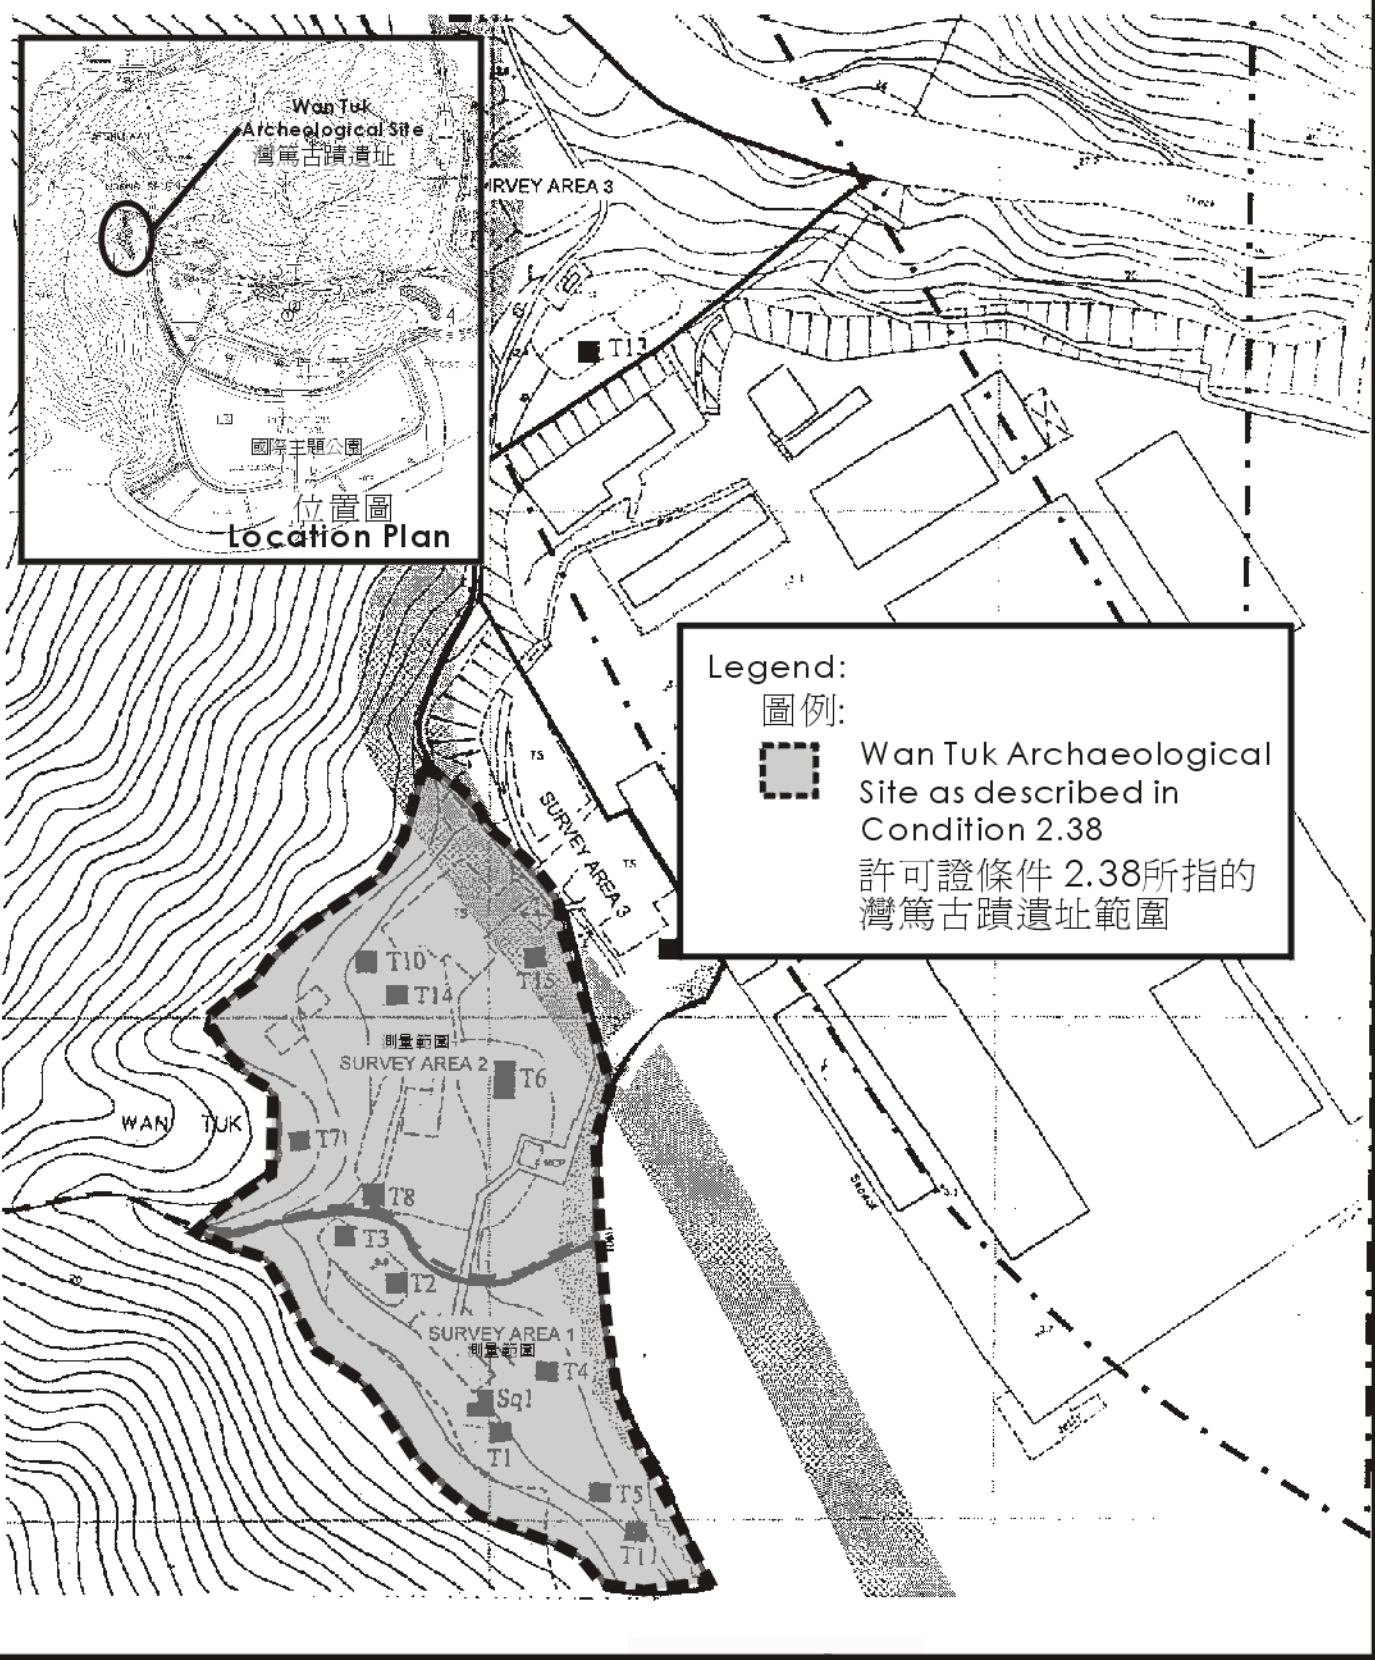 Wan Tuk
Archeological Site
灣篤古蹟遺址
國際主題公園
位置圖
Location Plan
RVEY AREA 3
Legend:
圖例:
Wan Tuk Archaeological
Site as described in
Condition 2.38
許可證條件 2.38所指的
灣篤古蹟遺址範圍
TS
SURVEY AREA 3
TS
TS
T10
T15
T14
測量範圍
SURVEY AREA 2
T6
WAN TUK
T7
T8
T3
T2
SURVEY AREA 1
測量範圍
T4
Sq1
T1
T5
T11